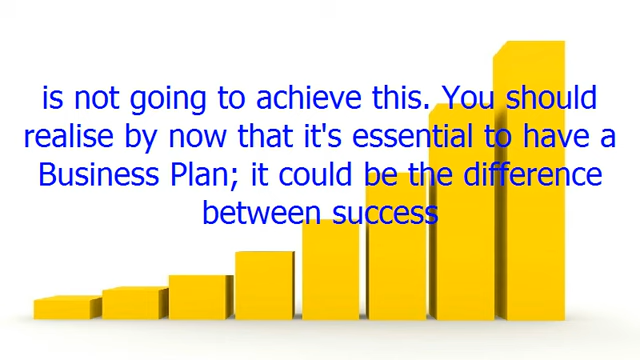 is not going to achieve this. You should
realise by now that it's essential to have a
Business Plan; it could be the difference
between success